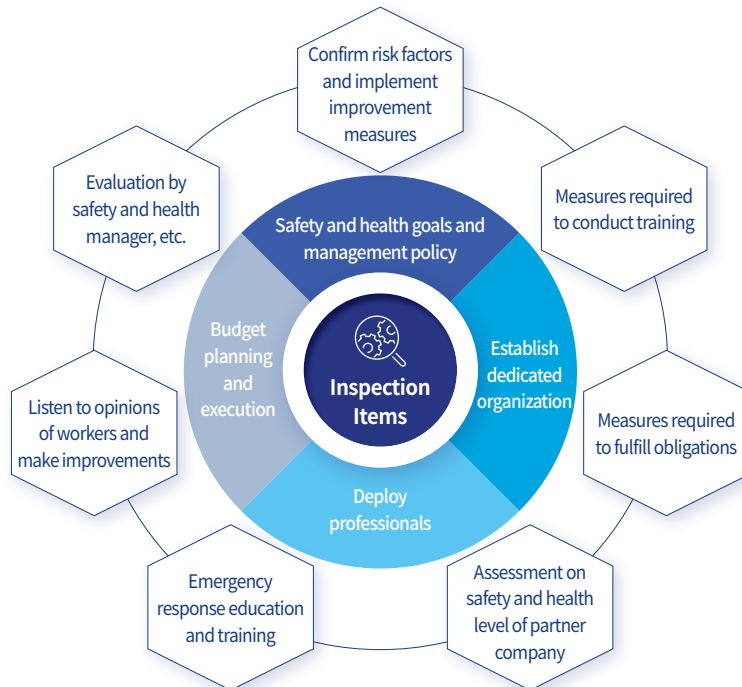 Confirm risk factors
and implement
improvement
measures
Evaluation by
safety and health
manager, etc.
Measures required
to conduct training
Safety and health goals and
management policy
Budget
planning
and
execution
Inspection
Items
Establish
dedicated
organization
Listen to opinions
of workers and
make improvements
Measures required
to fulfill obligations
Deploy
professionals
Emergency
response education
and training
Assessment on
safety and health
level of partner
company